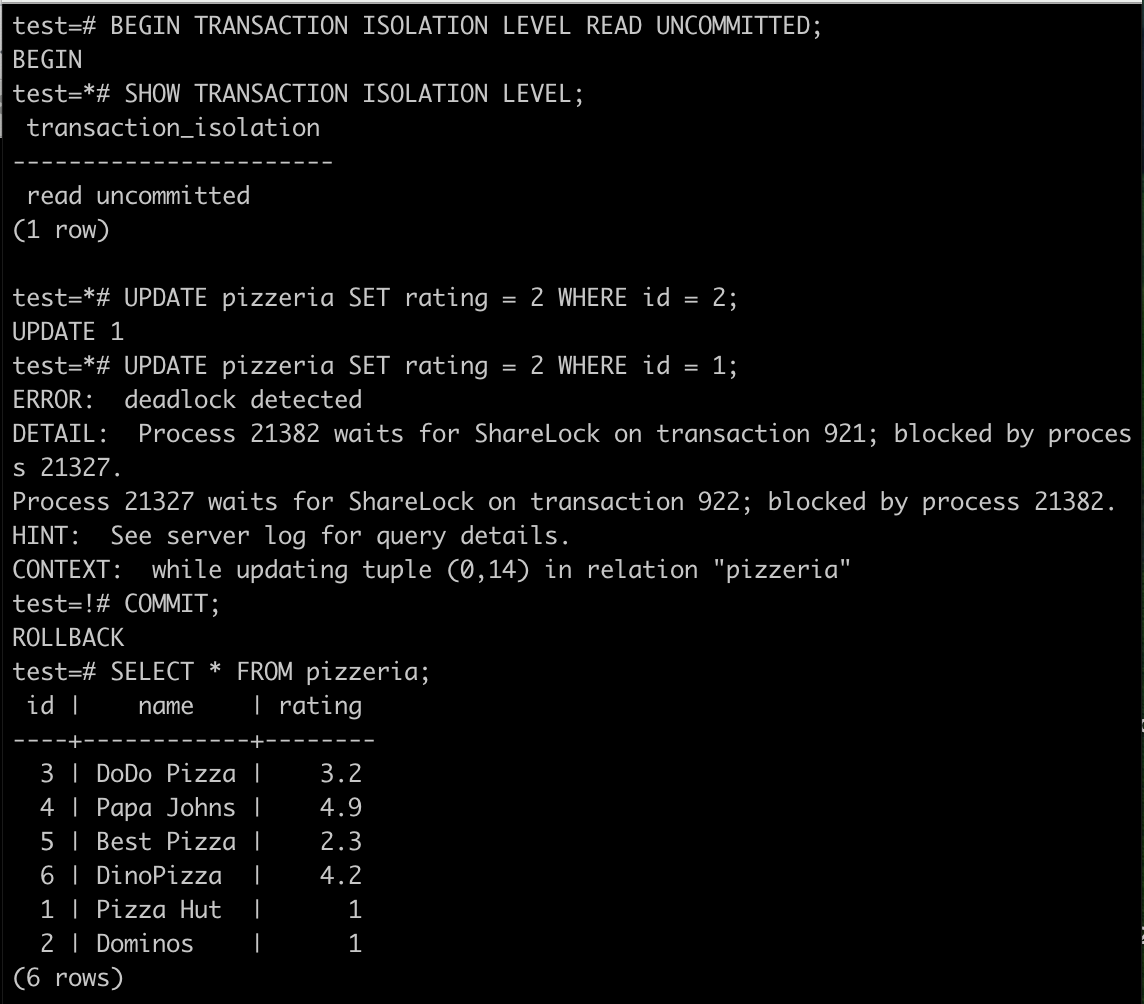 test=# BEGIN TRANSACTION ISOLATION LEVEL READ UNCOMMITTED;
BEGIN
test=*# SHOW TRANSACTION ISOLATION LEVEL;
 transaction_isolation
-----------------------
 read uncommitted
(1 row)

test=*# UPDATE pizzeria SET rating = 2 WHERE id = 2;
UPDATE 1
test=*# UPDATE pizzeria SET rating = 2 WHERE id = 1;
ERROR:  deadlock detected
DETAIL:  Process 21382 waits for ShareLock on transaction 921; blocked by proces
s 21327.
Process 21327 waits for ShareLock on transaction 922; blocked by process 21382.
HINT:  See server log for query details.
CONTEXT:  while updating tuple (0,14) in relation "pizzeria"
test=!# COMMIT;
ROLLBACK
test=# SELECT * FROM pizzeria;
 id |    name    | rating
----+------------+--------
  3 | DoDo Pizza |    3.2
  4 | Papa Johns |    4.9
  5 | Best Pizza |    2.3
  6 | DinoPizza  |    4.2
  1 | Pizza Hut  |      1
  2 | Dominos    |      1
(6 rows)